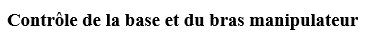 Contrôle de la base et du bras manipulateur